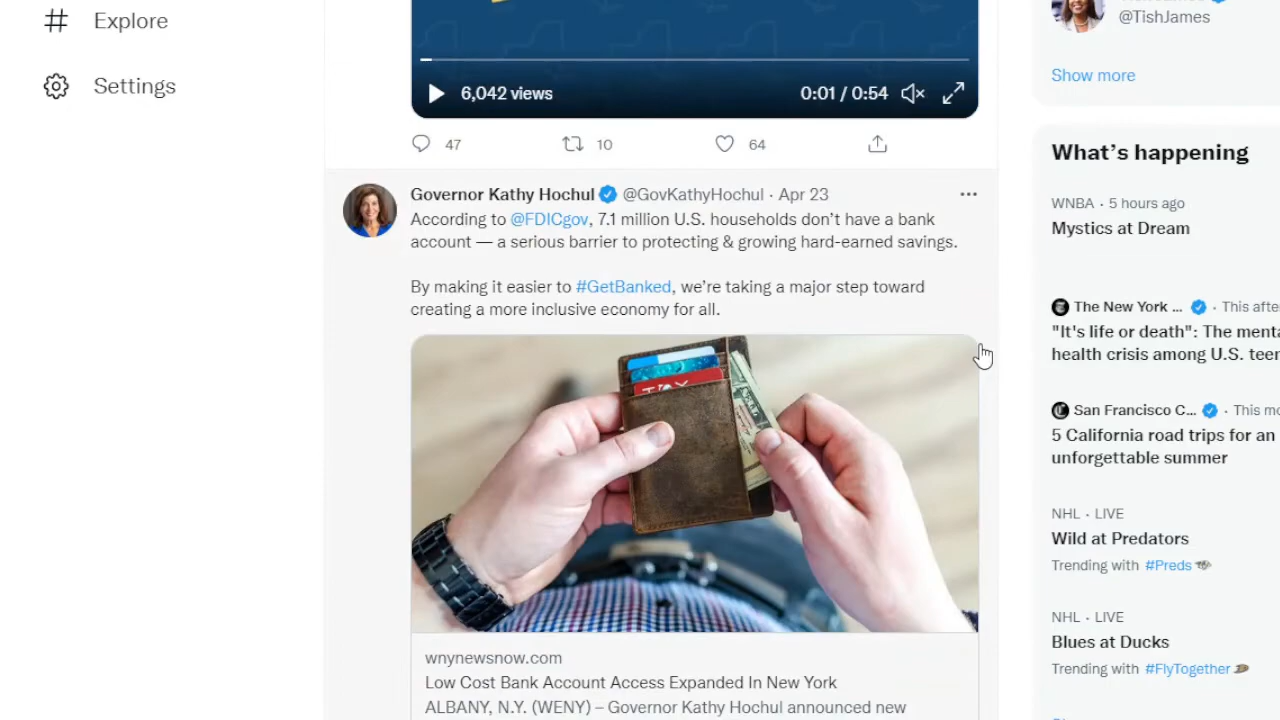 Explore
Settings
6,042 views
0:01 / 0:54
47
10
64
Governor Kathy Hochul @GovKathyHochul · Apr 23
According to @FDICgov, 7.1 million U.S. households don't have a bank
account — a serious barrier to protecting & growing hard-earned savings.
By making it easier to #GetBanked, we're taking a major step toward
creating a more inclusive economy for all.
wnynewsnow.com
Low Cost Bank Account Access Expanded In New York
ALBANY, N.Y. (WENY) – Governor Kathy Hochul announced new
@TishJames
Show more
What's happening
WNBA · 5 hours ago
Mystics at Dream
The New York ... · This afte
"It's life or death": The menta
health crisis among U.S. teen
San Francisco C... · This mo
5 California road trips for an
unforgettable summer
NHL · LIVE
Wild at Predators
Trending with #Preds
NHL · LIVE
Blues at Ducks
Trending with #FlyTogether